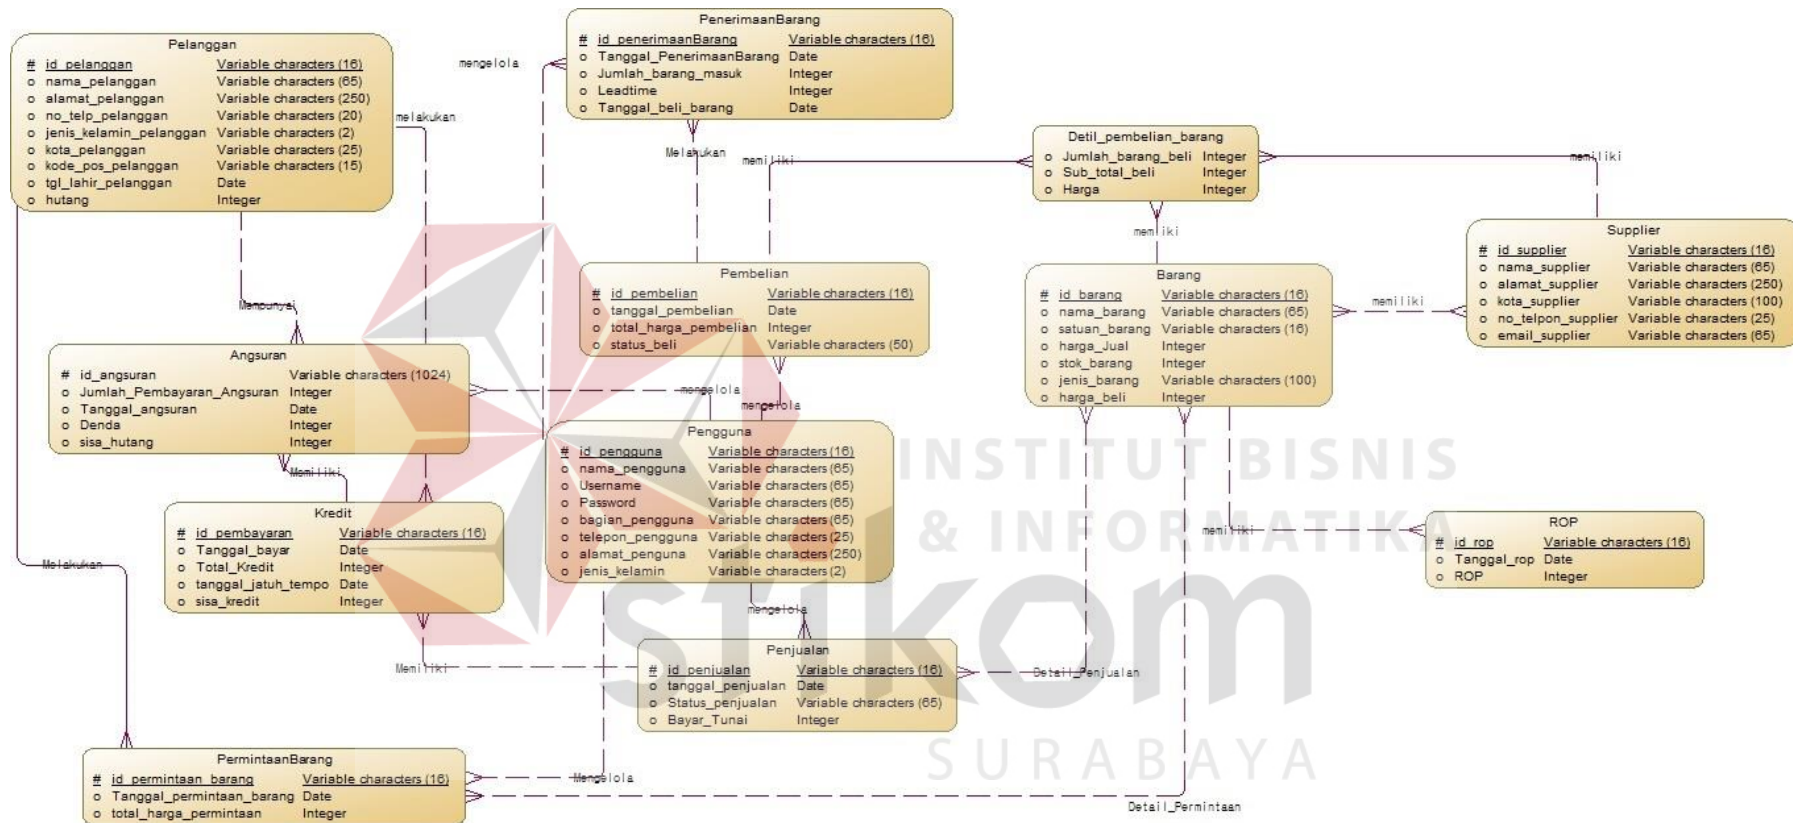 Pelanggan
# id_pelanggan Variable characters (16)
o nama_pelanggan Variable characters (65)
o alamat_pelanggan Variable characters (250)
o no_telp_pelanggan Variable characters (20)
o jenis_kelamin_pelanggan Variable characters (2)
o kota_pelanggan Variable characters (25)
o kode_pos_pelanggan Variable characters (15)
o tgl_lahir_pelanggan Date
o hutang Integer
mengelola
PenerimaanBarang
# id_penerimaanBarang Variable characters (16)
o Tanggal_PenerimaanBarang Date
o Jumlah_barang_masuk Integer
o Leadtime Integer
o Tanggal_beli_barang Date
melakukan
Melakukan
memiliki
Detil_pembelian_barang
o Jumlah_barang_beli Integer
o Sub_total_beli Integer
o Harga Integer
memiliki
memiliki
Supplier
# id_supplier Variable characters (16)
o nama_supplier Variable characters (65)
o alamat_supplier Variable characters (250)
o kota_supplier Variable characters (100)
o no_telpon_supplier Variable characters (25)
o email_supplier Variable characters (65)
Pembelian
# id_pembelian Variable characters (16)
o tanggal_pembelian Date
o total_harga_pembelian Integer
o status_beli Variable characters (50)
Barang
# id_barang Variable characters (16)
o nama_barang Variable characters (65)
o satuan_barang Variable characters (16)
o harga_Jual Integer
o stok_barang Integer
o jenis_barang Variable characters (100)
o harga_beli Integer
memiliki
Mempunyai
Angsuran
# id_angsuran Variable characters (1024)
o Jumlah_Pembayaran_Angsuran Integer
o Tanggal_angsuran Date
o Denda Integer
o sisa_hutang Integer
mengelola
mengelola
Pengguna
# id_pengguna Variable characters (16)
o nama_pengguna Variable characters (65)
o Username Variable characters (65)
o Password Variable characters (65)
o bagian_pengguna Variable characters (65)
o telepon_pengguna Variable characters (25)
o alamat_penguna Variable characters (250)
o jenis_kelamin Variable characters (2)
INSTITUT BISNIS
& INFORMATIKA
Memiliki
Kredit
# id_pembayaran Variable characters (16)
o Tanggal_bayar Date
o Total_Kredit Integer
o tanggal_jatuh_tempo Date
o sisa_kredit Integer
memiliki
ROP
# id_rop Variable characters (16)
o Tanggal_rop Date
o ROP Integer
Melakukan
mengelola
stikom
Memiliki
Penjualan
# id_penjualan Variable characters (16)
o tanggal_penjualan Date
o Status_penjualan Variable characters (65)
o Bayar_Tunai Integer
Detail_Penjualan
SURABAYA
PermintaanBarang
# id_permintaan_barang Variable characters (16)
o Tanggal_permintaan_barang Date
o total_harga_permintaan Integer
Mengelola
Detail_Permintaan